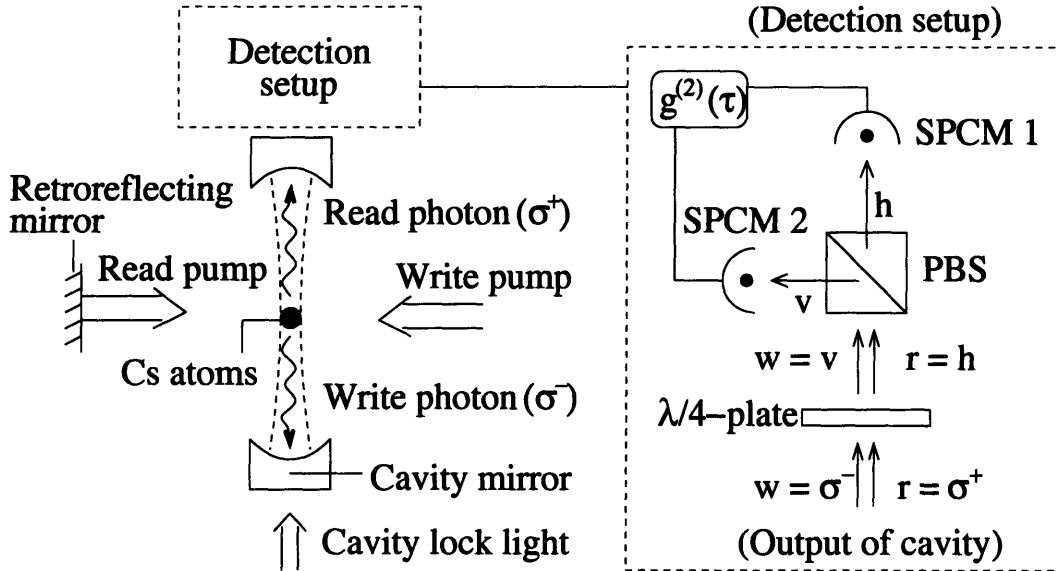 Detection
setup
Retroreflecting
mirror
Read pump
Read photon (σ⁺)
Write pump
Cs atoms
Write photon (σ⁻)
Cavity mirror
Cavity lock light
(Detection setup)
g⁽²⁾(τ)
SPCM 1
h
SPCM 2
PBS
v
w = v r = h
λ/4−plate
w = σ⁻ r = σ⁺
(Output of cavity)